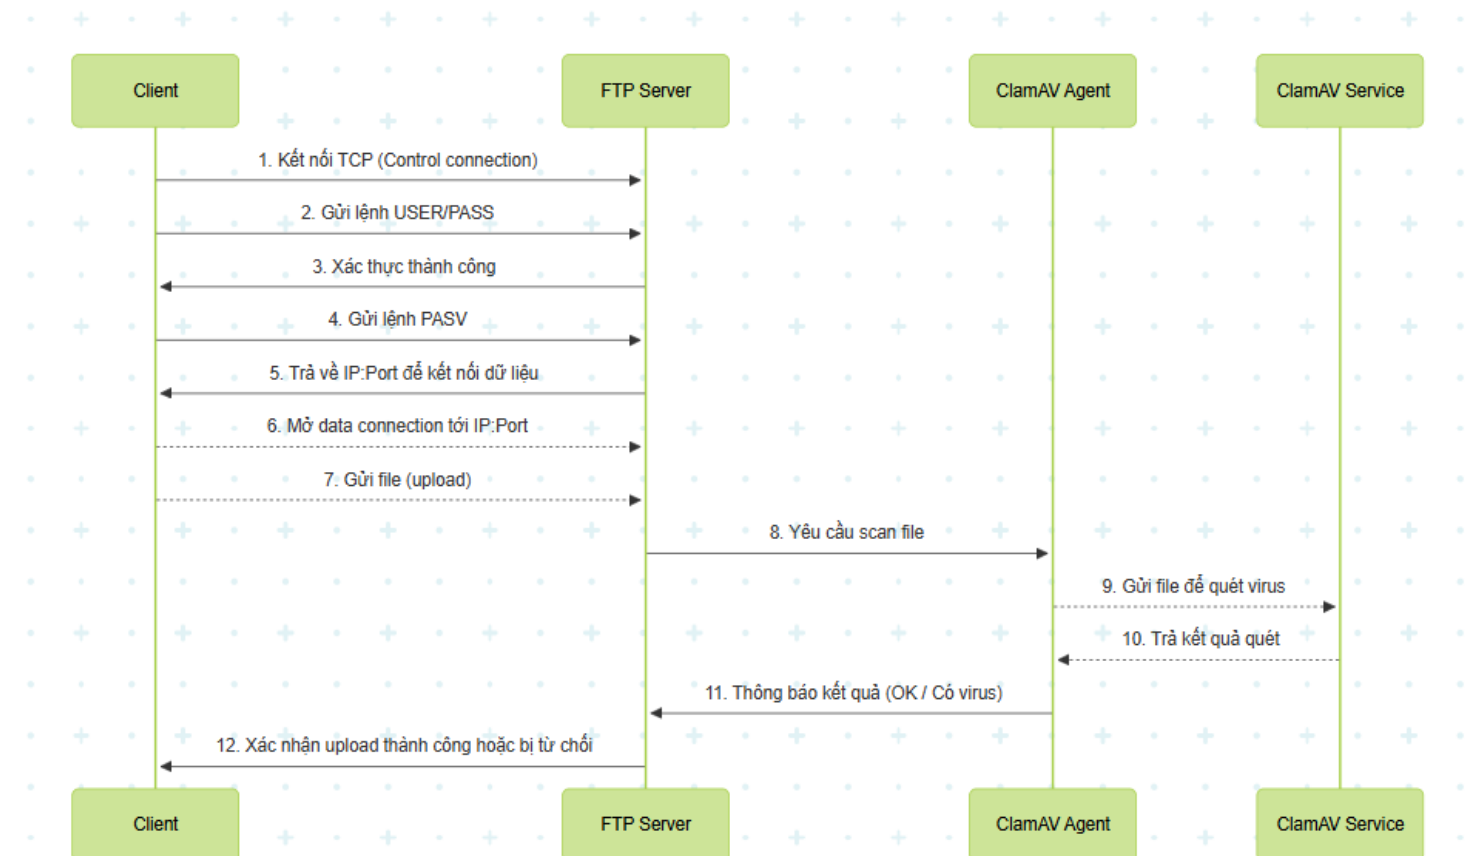 Client
FTP Server
ClamAV Agent
ClamAV Service
1. Kết nối TCP (Control connection)
2. Gửi lệnh USER/PASS
3. Xác thực thành công
4. Gửi lệnh PASV
5. Trả về IP:Port để kết nối dữ liệu
6. Mở data connection tới IP:Port
7. Gửi file (upload)
8. Yêu cầu scan file
9. Gửi file để quét virus
10. Trả kết quả quét
11. Thông báo kết quả (OK / Có virus)
12. Xác nhận upload thành công hoặc bị từ chối
Client
FTP Server
ClamAV Agent
ClamAV Service